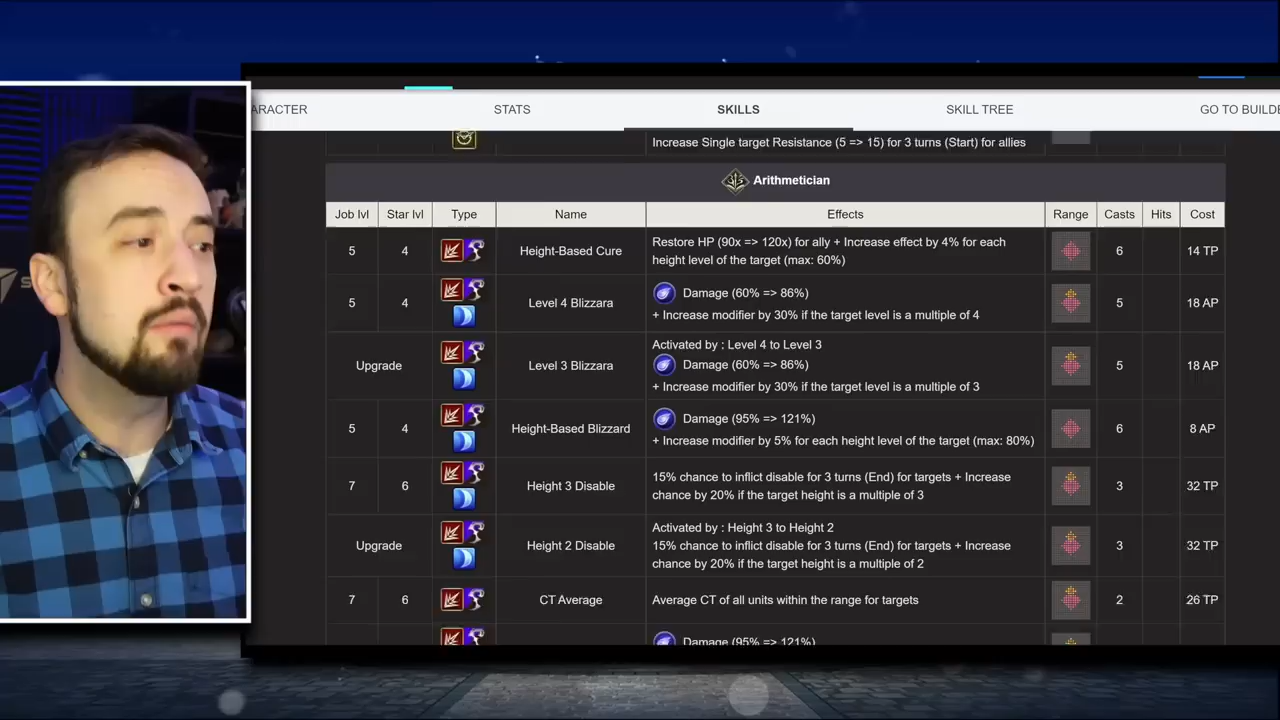 ARACTER STATS SKILLS SKILL TREE GO TO BUILDE
Increase Single target Resistance (5 => 15) for 3 turns (Start) for allies
Arithmetician
Job lvl Star lvl Type Name Effects Range Casts Hits Cost
5 4 Height-Based Cure Restore HP (90x => 120x) for ally + Increase effect by 4% for each
height level of the target (max: 60%) 6 14 TP
5 4 Level 4 Blizzara Damage (60% => 86%)
+ Increase modifier by 30% if the target level is a multiple of 4 5 18 AP
Upgrade Level 3 Blizzara Activated by : Level 4 to Level 3
Damage (60% => 86%)
+ Increase modifier by 30% if the target level is a multiple of 3 5 18 AP
5 4 Height-Based Blizzard Damage (95% => 121%)
+ Increase modifier by 5% for each height level of the target (max: 80%) 6 8 AP
7 6 Height 3 Disable 15% chance to inflict disable for 3 turns (End) for targets + Increase
chance by 20% if the target height is a multiple of 3 3 32 TP
Upgrade Height 2 Disable Activated by : Height 3 to Height 2
15% chance to inflict disable for 3 turns (End) for targets + Increase
chance by 20% if the target height is a multiple of 2 3 32 TP
7 6 CT Average Average CT of all units within the range for targets 2 26 TP
Damage (95% => 121%)